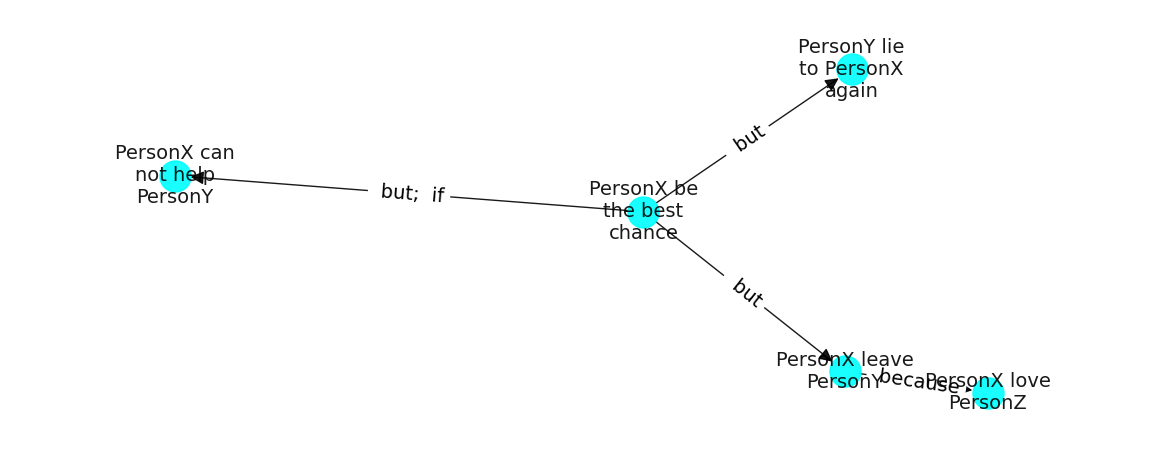 PersonY lie
to PersonX
again
but
PersonX can
not help
PersonY
but;  if
PersonX be
the best
chance
but
PersonX leave
PersonY
because
PersonX love
PersonZ